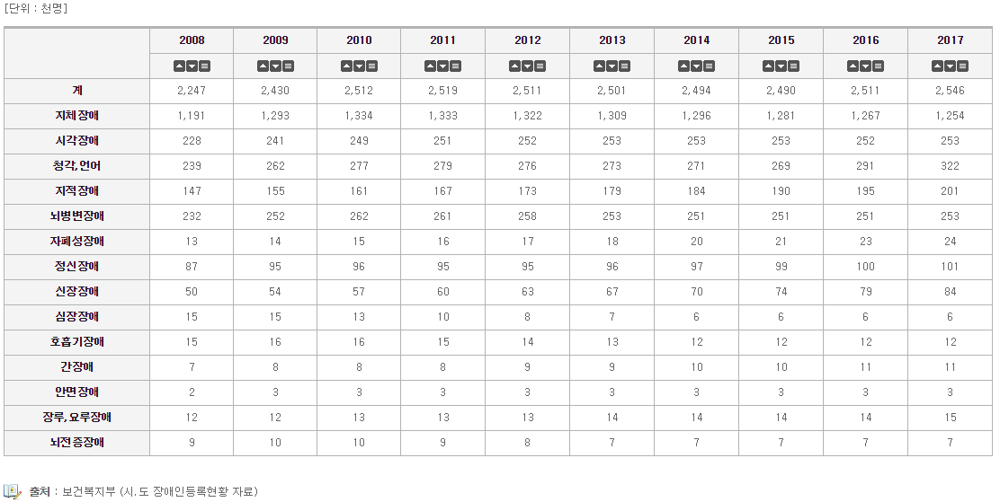 [단위 : 천명]
2008 2009 2010 2011 2012 2013 2014 2015 2016 2017
계 2,247 2,430 2,512 2,519 2,511 2,501 2,494 2,490 2,511 2,546
지체장애 1,191 1,293 1,334 1,333 1,322 1,309 1,296 1,281 1,267 1,254
시각장애 228 241 249 251 252 253 253 253 252 253
청각,언어 239 262 277 279 276 273 271 269 291 322
지적장애 147 155 161 167 173 179 184 190 195 201
뇌병변장애 232 252 262 261 258 253 251 251 251 253
자폐성장애 13 14 15 16 17 18 20 21 23 24
정신장애 87 95 96 95 95 96 97 99 100 101
신장장애 50 54 57 60 63 67 70 74 79 84
심장장애 15 15 13 10 8 7 6 6 6 6
호흡기장애 15 16 16 15 14 13 12 12 12 12
간장애 7 8 8 8 9 9 10 10 11 11
안면장애 2 3 3 3 3 3 3 3 3 3
장루,요루장애 12 12 13 13 13 14 14 14 14 15
뇌전증장애 9 10 10 9 8 7 7 7 7 7
출처 : 보건복지부 (시.도 장애인등록현황 자료)